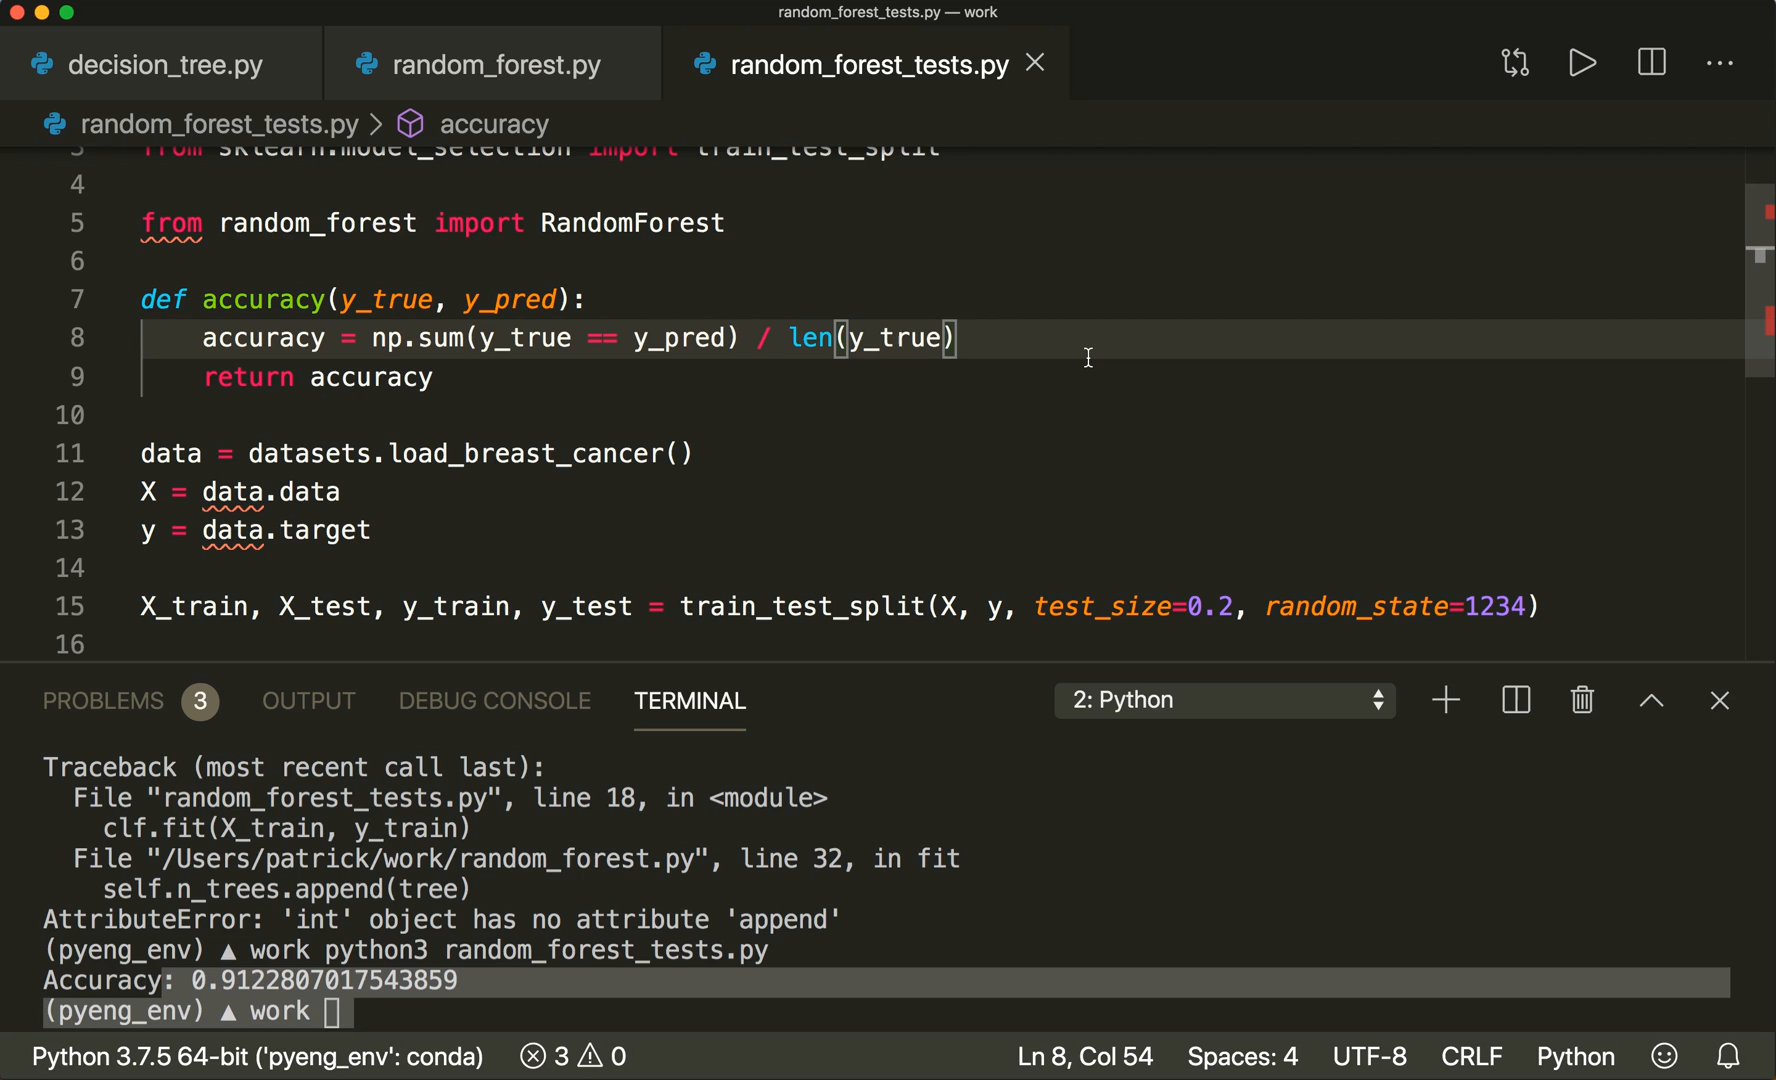 random_forest_tests.py — work
decision_tree.py
random_forest.py
random_forest_tests.py
random_forest_tests.py > accuracy
3 from sklearn.model_selection import train_test_split
4
5 from random_forest import RandomForest
6
7 def accuracy(y_true, y_pred):
8 accuracy = np.sum(y_true == y_pred) / len(y_true)
9 return accuracy
10
11 data = datasets.load_breast_cancer()
12 X = data.data
13 y = data.target
14
15 X_train, X_test, y_train, y_test = train_test_split(X, y, test_size=0.2, random_state=1234)
16
PROBLEMS 3 OUTPUT DEBUG CONSOLE TERMINAL 2: Python
Traceback (most recent call last):
File "random_forest_tests.py", line 18, in <module>
clf.fit(X_train, y_train)
File "/Users/patrick/work/random_forest.py", line 32, in fit
self.n_trees.append(tree)
AttributeError: 'int' object has no attribute 'append'
(pyeng_env) ▲ work python3 random_forest_tests.py
Accuracy: 0.9122807017543859
(pyeng_env) ▲ work
Python 3.7.5 64-bit ('pyeng_env': conda) 3 0 Ln 8, Col 54 Spaces: 4 UTF-8 CRLF Python